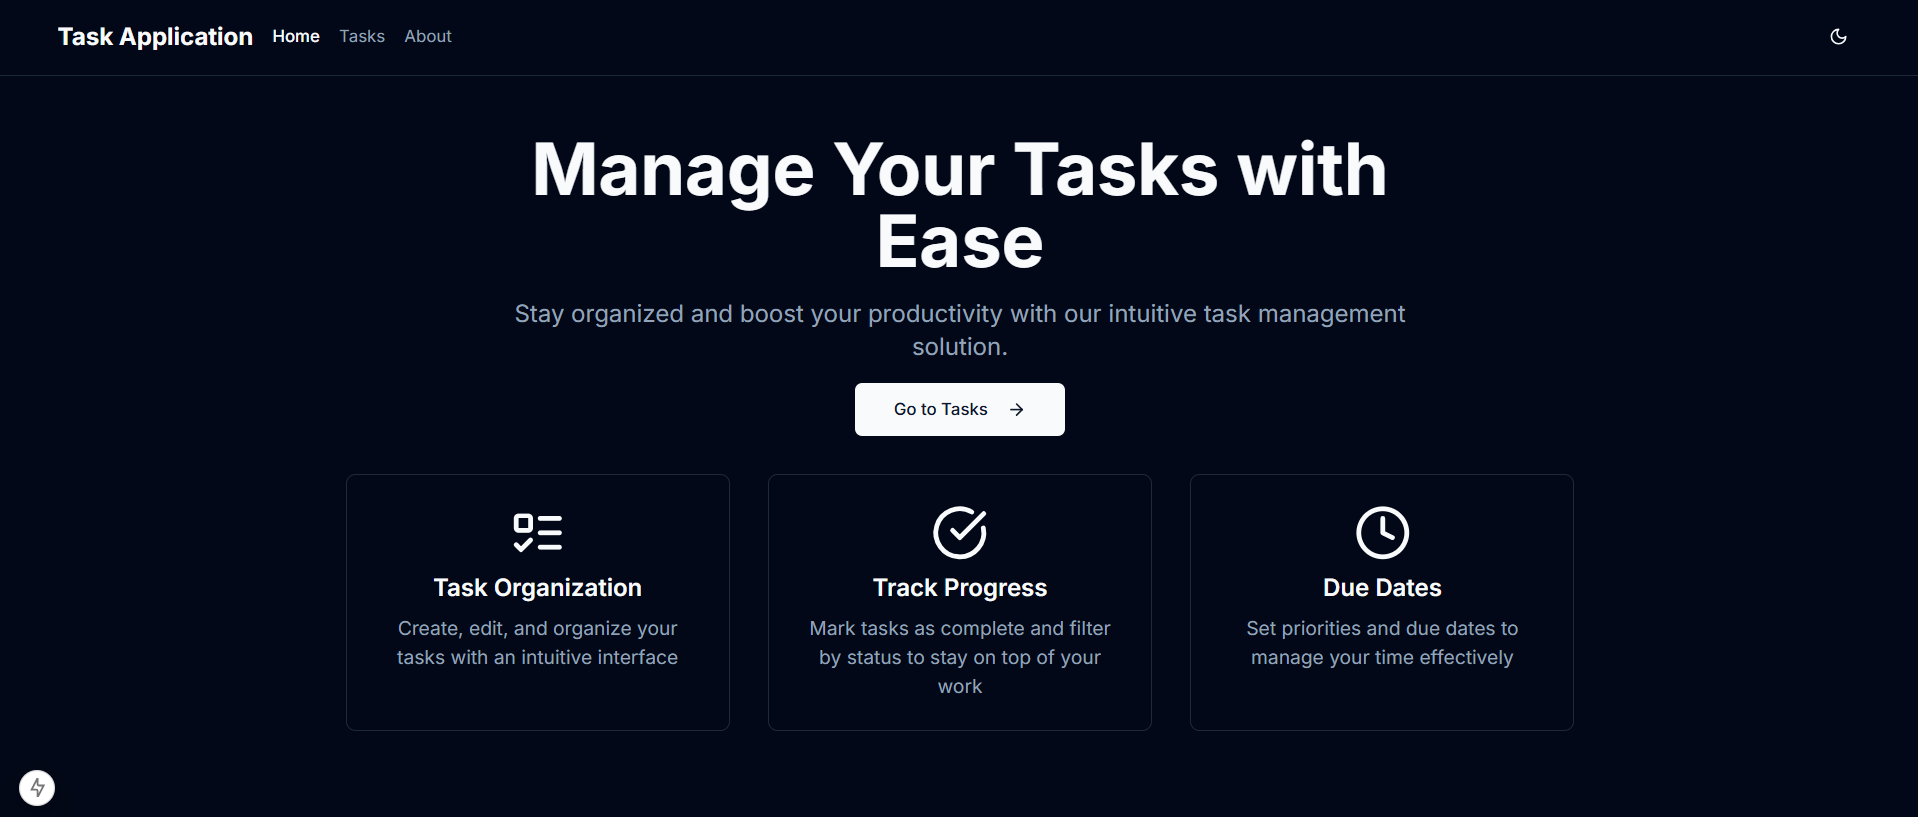 Task Application Home Tasks About
Manage Your Tasks with
Ease
Stay organized and boost your productivity with our intuitive task management
solution.
Go to Tasks
Task Organization
Create, edit, and organize your
tasks with an intuitive interface
Track Progress
Mark tasks as complete and filter
by status to stay on top of your
work
Due Dates
Set priorities and due dates to
manage your time effectively